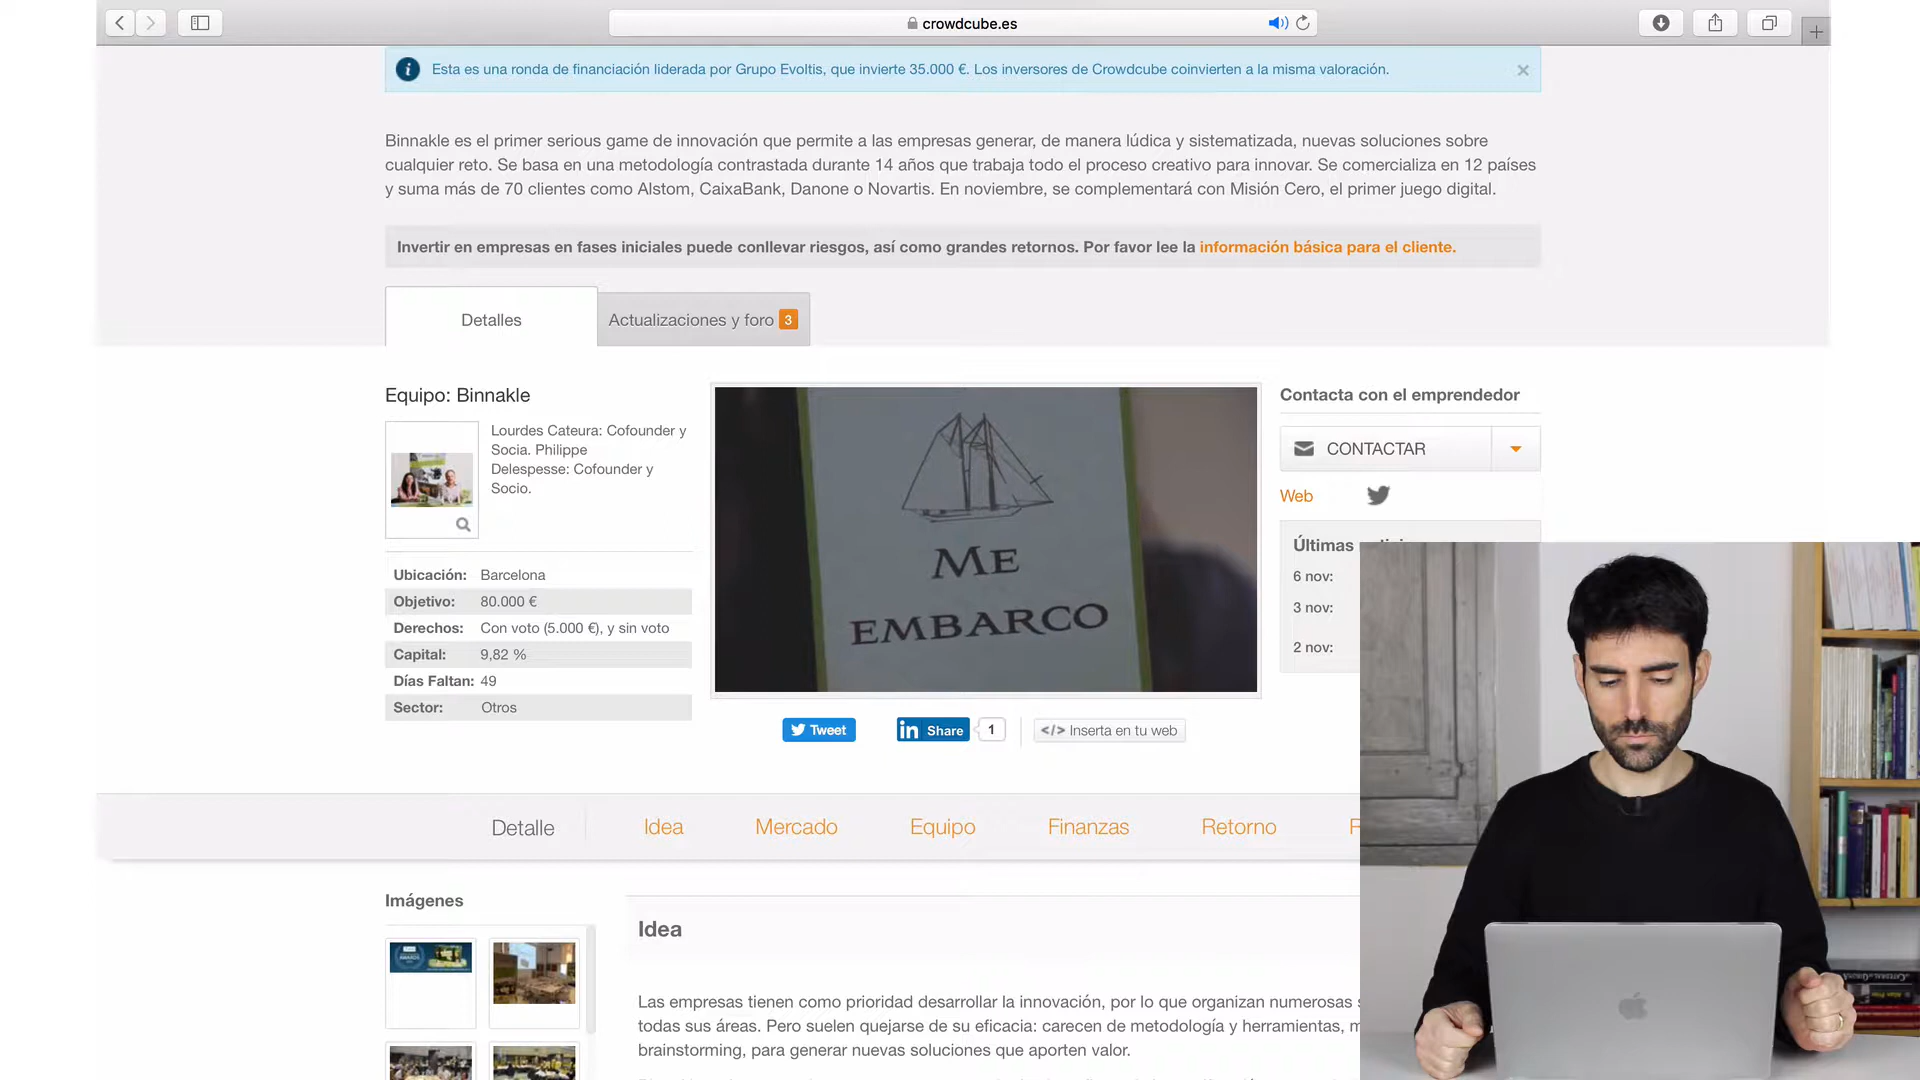 crowdcube.es
Esta es una ronda de financiación liderada por Grupo Evoltis, que invierte 35.000 €. Los inversores de Crowdcube coinvierten a la misma valoración.
Binnakle es el primer serious game de innovación que permite a las empresas generar, de manera lúdica y sistematizada, nuevas soluciones sobre
cualquier reto. Se basa en una metodología contrastada durante 14 años que trabaja todo el proceso creativo para innovar. Se comercializa en 12 países
y suma más de 70 clientes como Alstom, CaixaBank, Danone o Novartis. En noviembre, se complementará con Misión Cero, el primer juego digital.
Invertir en empresas en fases iniciales puede conllevar riesgos, así como grandes retornos. Por favor lee la información básica para el cliente.
Detalles
Actualizaciones y foro 3
Equipo: Binnakle
Lourdes Cateura: Cofounder y
Socia. Philippe
Delespesse: Cofounder y
Socio.
Ubicación: Barcelona
Objetivo: 80.000 €
Derechos: Con voto (5.000 €), y sin voto
Capital: 9,82 %
Días Faltan: 49
Sector: Otros
ME
EMBARCO
Tweet
in Share 1
</> Inserta en tu web
Contacta con el emprendedor
CONTACTAR
Web
Últimas
6 nov:
3 nov:
2 nov:
Detalle
Idea
Mercado
Equipo
Finanzas
Retorno
Imágenes
Idea
Las empresas tienen como prioridad desarrollar la innovación, por lo que organizan numerosas
todas sus áreas. Pero suelen quejarse de su eficacia: carecen de metodología y herramientas,
brainstorming, para generar nuevas soluciones que aporten valor.